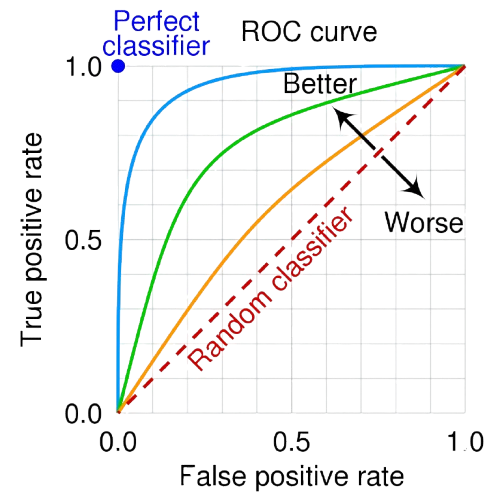 Perfect
classifier
ROC curve
1.0
Better
Worse
Random classifier
True positive rate
0.5
0.0
0.0
0.5
1.0
False positive rate